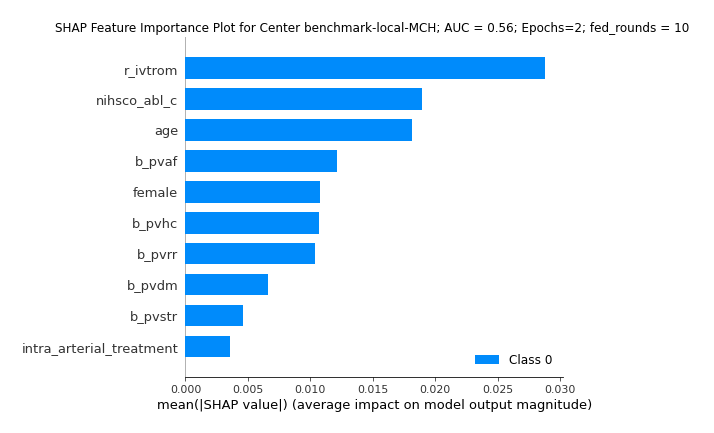 SHAP Feature Importance Plot for Center benchmark-local-MCH; AUC = 0.56; Epochs=2; fed_rounds = 10
r_ivtrom
nihsco_abl_c
age
b_pvaf
female
b_pvhc
b_pvrr
b_pvdm
b_pvstr
intra_arterial_treatment
Class 0
0.000 0.005 0.010 0.015 0.020 0.025 0.030
mean(|SHAP value|) (average impact on model output magnitude)